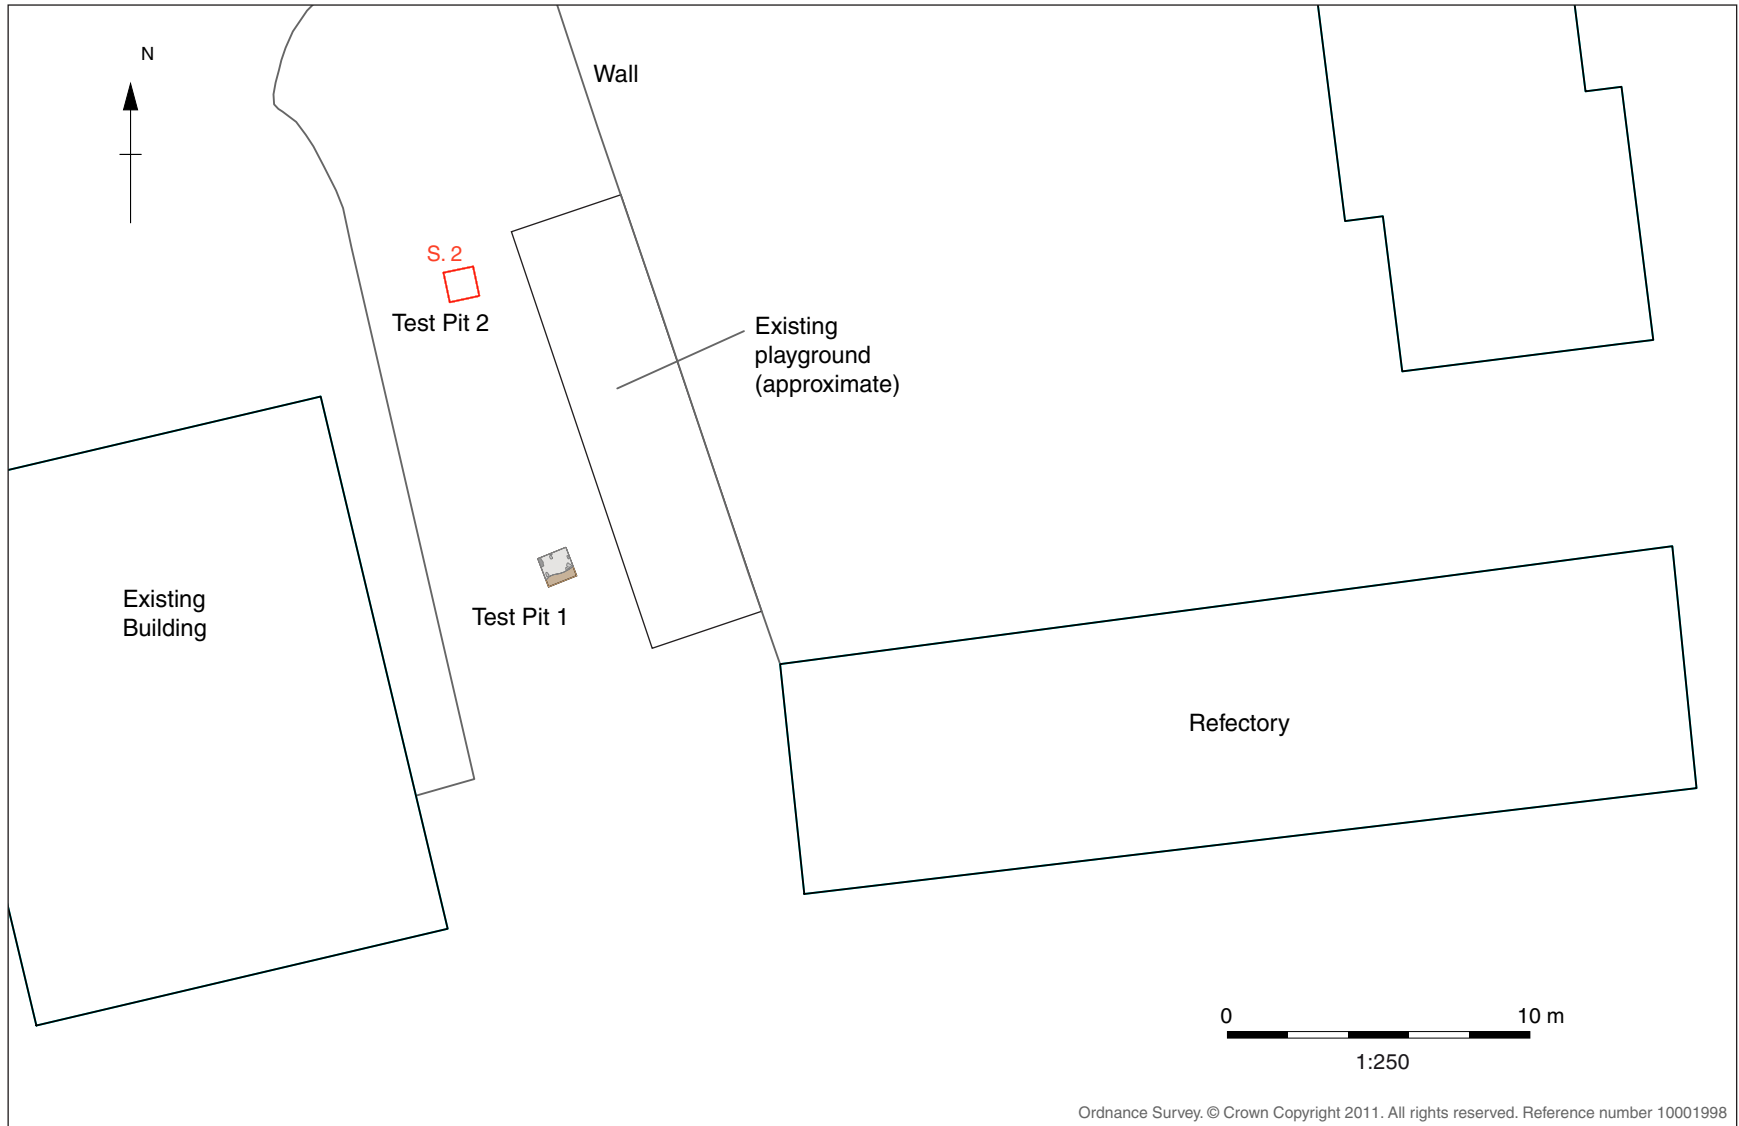 N
Wall
S. 2
Test Pit 2
Existing
playground
(approximate)
Existing
Building
Test Pit 1
Refectory
0 10 m
1:250
Ordnance Survey. © Crown Copyright 2011. All rights reserved. Reference number 10001998